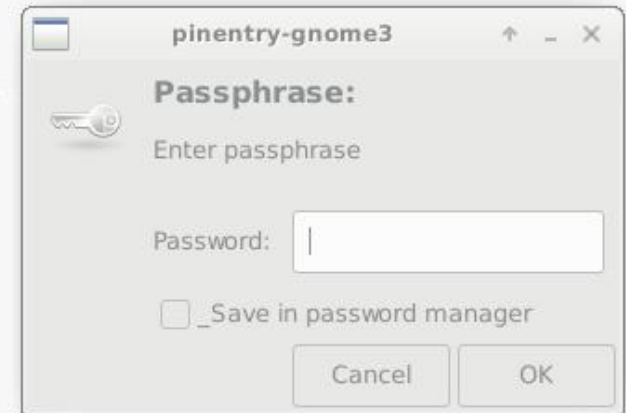 pinentry-gnome3
Passphrase:
Enter passphrase
Password:
_Save in password manager
Cancel OK